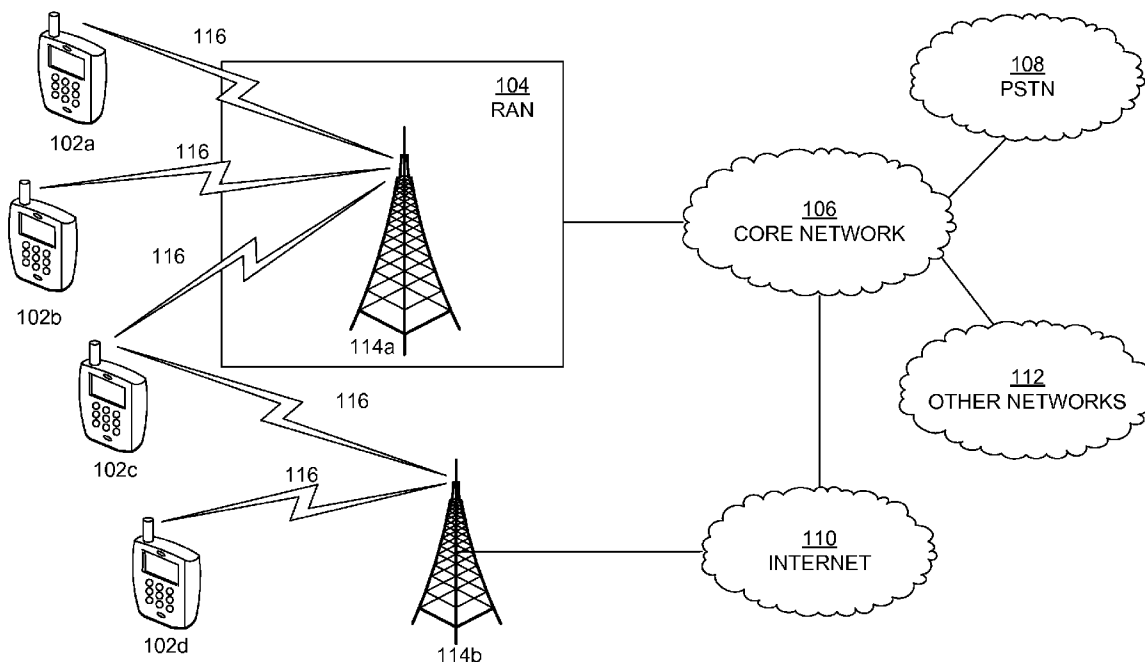 116
104
RAN
108
PSTN
102a
116
106
CORE NETWORK
116
102b
114a
112
OTHER NETWORKS
116
102c
116
110
INTERNET
102d
114b